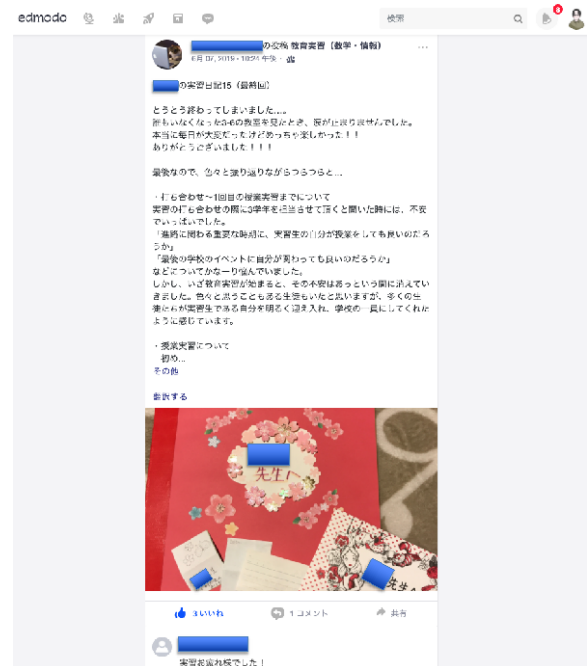 edmodo
検索
8
の投稿 教育実習（数学・情報）
6月 07, 2019 · 10:24 午後 ·
の実習日記15（最終回）
とうとう終わってしまいました…。
誰もいなくなった3-6の教室を見たとき、涙が止まりませんでした。
本当に毎日が大変だったけどめっちゃ楽しかった！！
ありがとうございました！！！
最後なので、色々と振り返りながらつらつらと…
・打ち合わせ〜1回目の授業実習までについて
実習の打ち合わせの際に3学年を担当させて頂くと聞いた時には、不安
でいっぱいでした。
「進路に関わる重要な時期に、実習生の自分が授業をしても良いのだろ
うか」
「最後の学校のイベントに自分が関わっても良いのだろうか」
などについてかなーり悩んでいました。
しかし、いざ教育実習が始まると、その不安はあっという間に消えてい
きました。色々と思うこともある生徒もいたと思いますが、多くの生
徒たちが実習生である自分を明るく迎え入れ、学校の一員にしてくれた
ように感じています。
・授業実習について
初め...
その他
翻訳する
先生へ
先生へ
3 いいね
1 コメント
共有
実習お疲れ様でした！